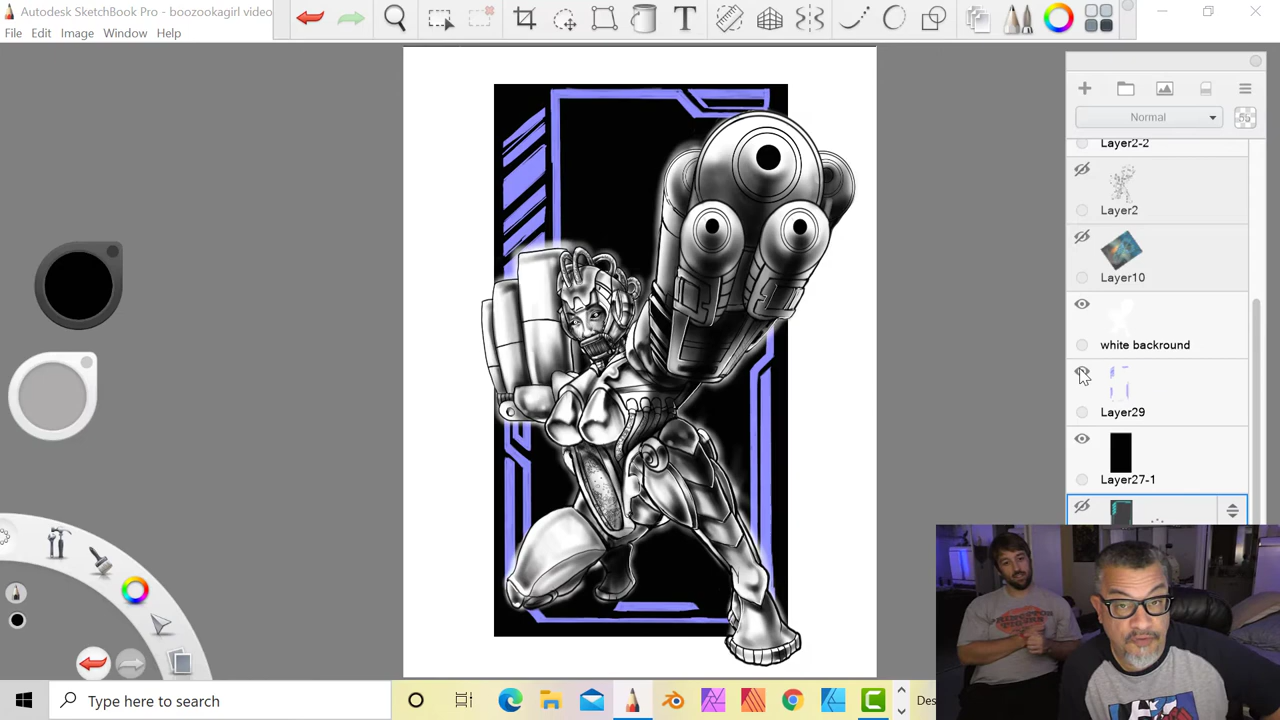 Autodesk SketchBook Pro - boozookagirl video
File Edit Image Window Help
T
Normal
Layer2-2
Layer2
Layer10
white backround
Layer29
Layer27-1
Type here to search
Des